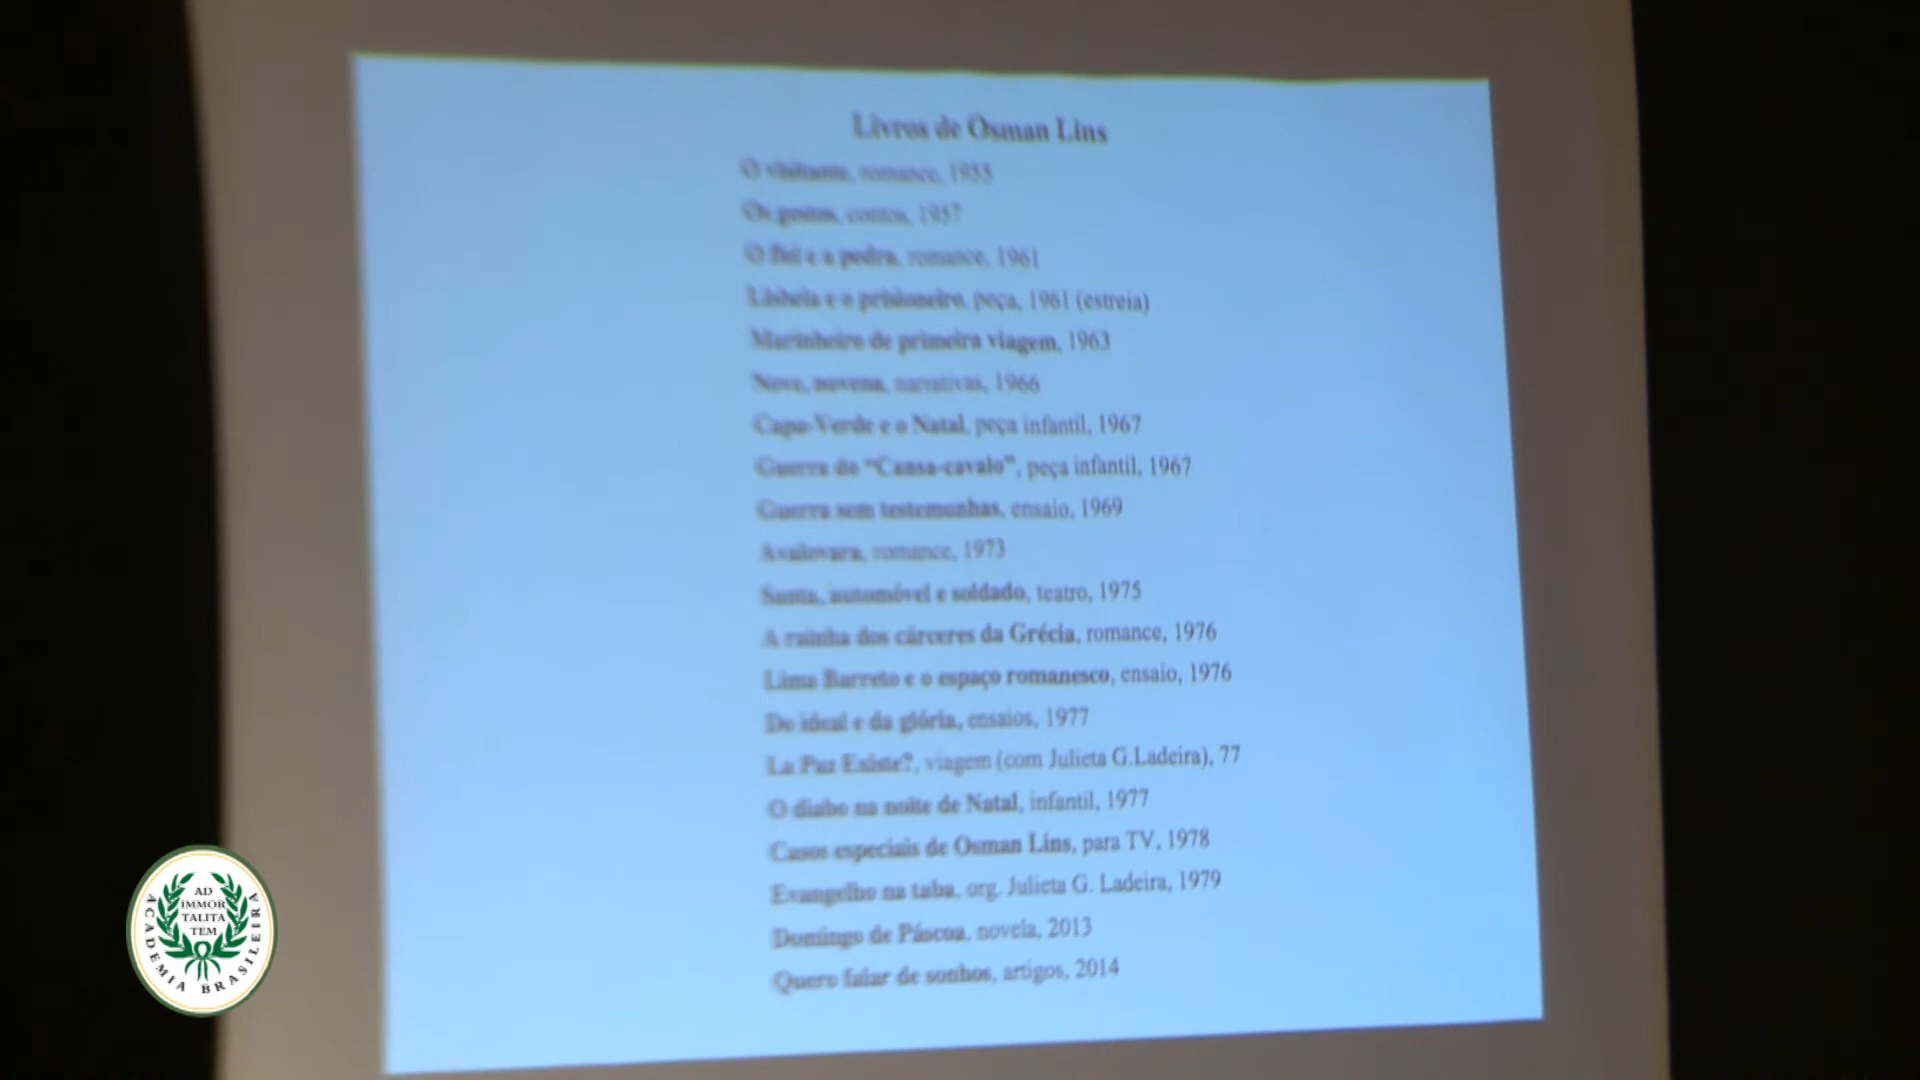 Livros de Osman Lins
O visitante, romance, 1955
Os gestos, contos, 1957
O fiel e a pedra, romance, 1961
Lisbela e o prisioneiro, peça, 1961 (estreia)
Marinheiro de primeira viagem, 1963
Nove, novena, narrativas, 1966
Capa-Verde e o Natal, peça infantil, 1967
Guerra do “Cansa-cavalo”, peça infantil, 1967
Guerra sem testemunhas, ensaio, 1969
Avalovara, romance, 1973
Santa, automóvel e soldado, teatro, 1975
A rainha dos cárceres da Grécia, romance, 1976
Lima Barreto e o espaço romanesco, ensaio, 1976
Do ideal e da glória, ensaios, 1977
La Paz Existe?, viagem (com Julieta G.Ladeira), 77
O diabo na noite de Natal, infantil, 1977
Casos especiais de Osman Lins, para TV, 1978
Evangelho na taba, org. Julieta G. Ladeira, 1979
Domingo de Páscoa, novela, 2013
Quero falar de sonhos, artigos, 2014
AD
IMMOR
TALITA
TEM
ACADEMIA BRASILEIRA